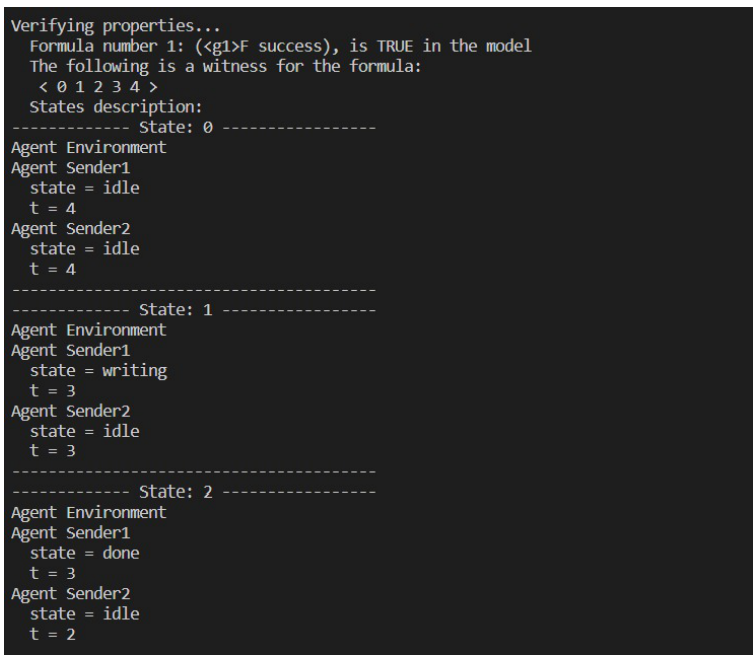 Verifying properties...
  Formula number 1: (<g1>F success), is TRUE in the model
  The following is a witness for the formula:
   < 0 1 2 3 4 >
  States description:
------------- State: 0 -----------------
Agent Environment
Agent Sender1
  state = idle
  t = 4
Agent Sender2
  state = idle
  t = 4
----------------------------------------
------------- State: 1 -----------------
Agent Environment
Agent Sender1
  state = writing
  t = 3
Agent Sender2
  state = idle
  t = 3
----------------------------------------
------------- State: 2 -----------------
Agent Environment
Agent Sender1
  state = done
  t = 3
Agent Sender2
  state = idle
  t = 2